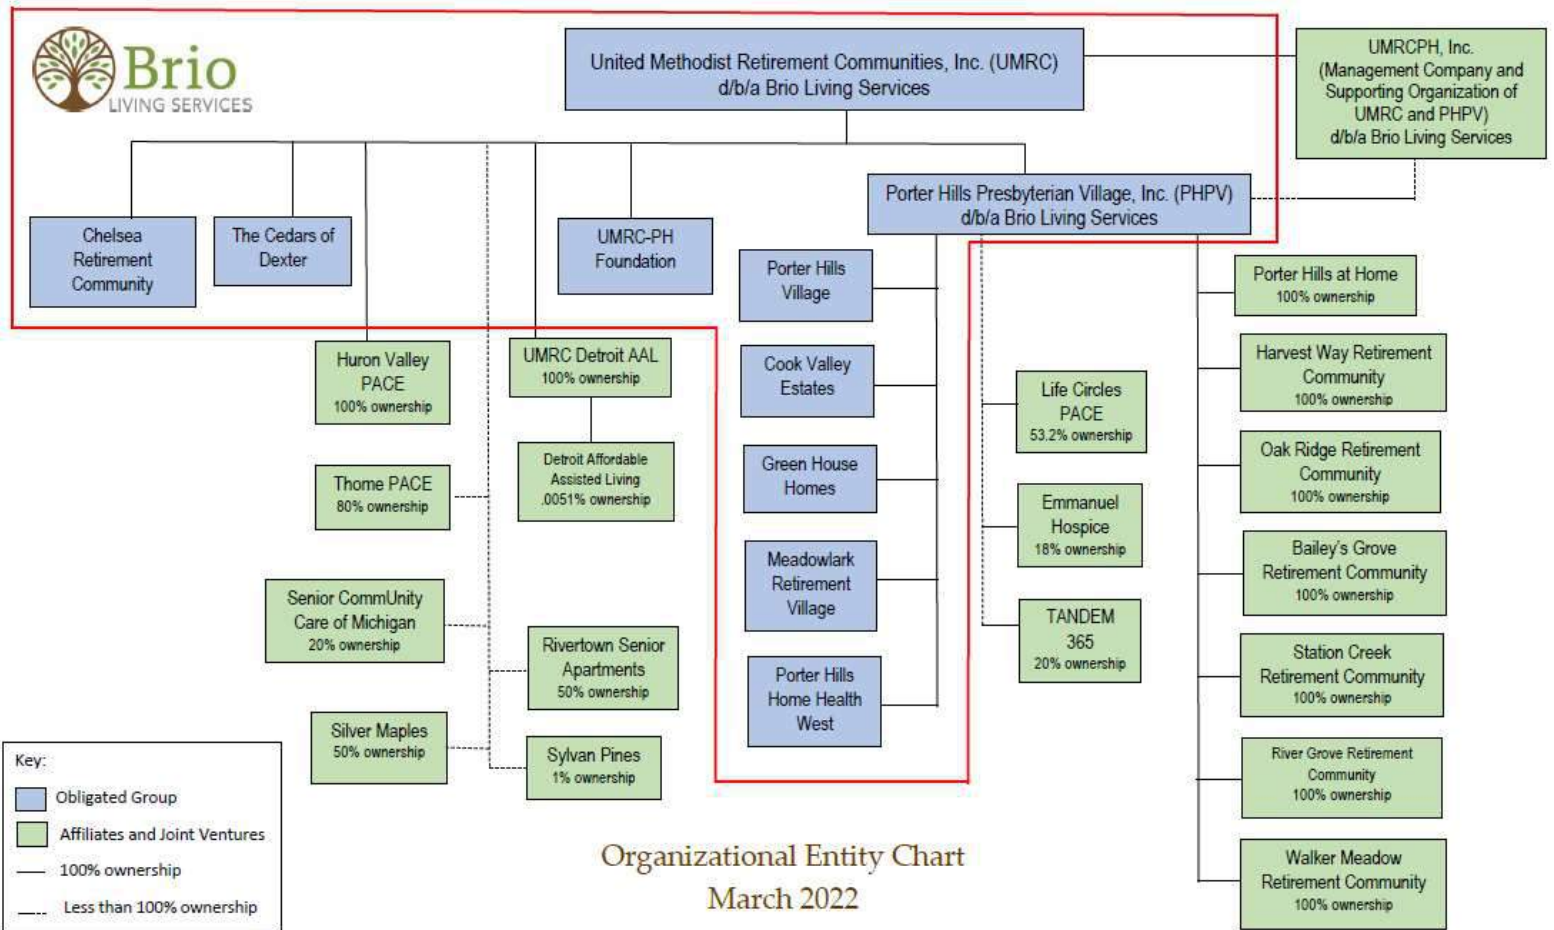 Brio
LIVING SERVICES
United Methodist Retirement Communities, Inc. (UMRC)
d/b/a Brio Living Services
UMRCPH, Inc.
(Management Company and
Supporting Organization of
UMRC and PHPV)
d/b/a Brio Living Services
Porter Hills Presbyterian Village, Inc. (PHPV)
d/b/a Brio Living Services
Chelsea
Retirement
Community
The Cedars of
Dexter
UMRC-PH
Foundation
Huron Valley
PACE
100% ownership
UMRC Detroit AAL
100% ownership
Thome PACE
80% ownership
Detroit Affordable
Assisted Living
.0051% ownership
Senior CommUnity
Care of Michigan
20% ownership
Rivertown Senior
Apartments
50% ownership
Silver Maples
50% ownership
Sylvan Pines
1% ownership
Porter Hills
Village
Cook Valley
Estates
Green House
Homes
Meadowlark
Retirement
Village
Porter Hills
Home Health
West
Life Circles
PACE
53.2% ownership
Emmanuel
Hospice
18% ownership
TANDEM
365
20% ownership
Porter Hills at Home
100% ownership
Harvest Way Retirement
Community
100% ownership
Oak Ridge Retirement
Community
100% ownership
Bailey's Grove
Retirement Community
100% ownership
Station Creek
Retirement Community
100% ownership
River Grove Retirement
Community
100% ownership
Walker Meadow
Retirement Community
100% ownership
Key:
Obligated Group
Affiliates and Joint Ventures
100% ownership
Less than 100% ownership
Organizational Entity Chart
March 2022